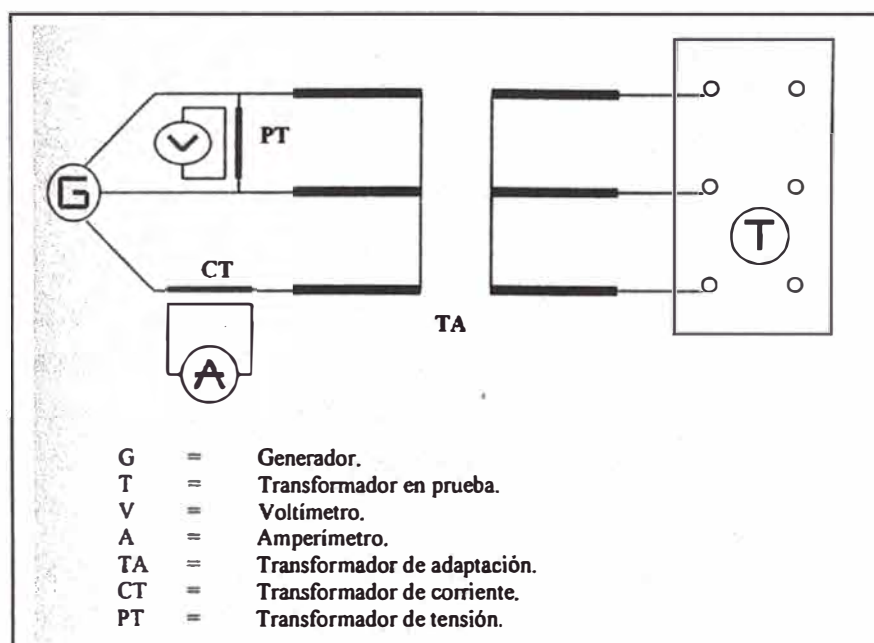 V
PT
G
CT
T
TA
A
G = Generador.
T = Transformador en prueba.
V = Voltímetro.
A = Amperímetro.
TA = Transformador de adaptación.
CT = Transformador de corriente.
PT = Transformador de tensión.